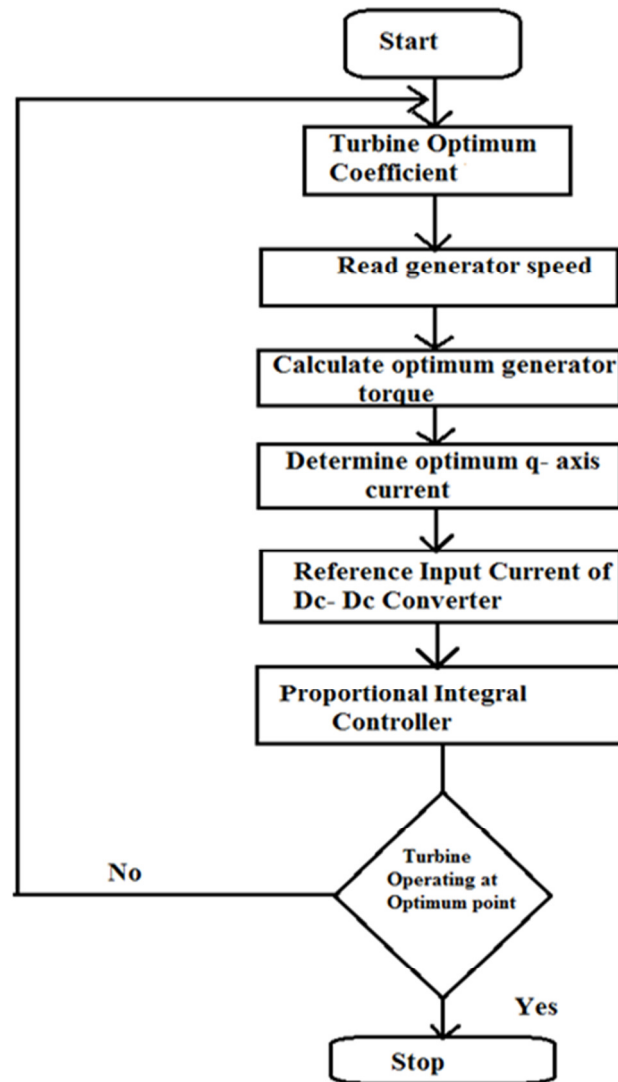 Start
Turbine Optimum
Coefficient
Read generator speed
Calculate optimum generator
torque
Determine optimum q- axis
current
Reference Input Current of
Dc- Dc Converter
Proportional Integral
Controller
Turbine
Operating at
Optimum point
No
Yes
Stop